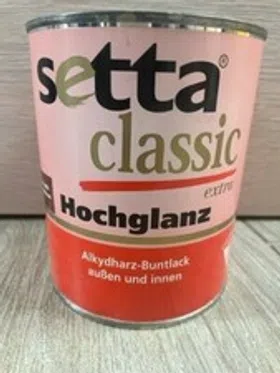 setta®
classic
extra
Hochglanz
Alkydharz-Buntlack
außen und innen